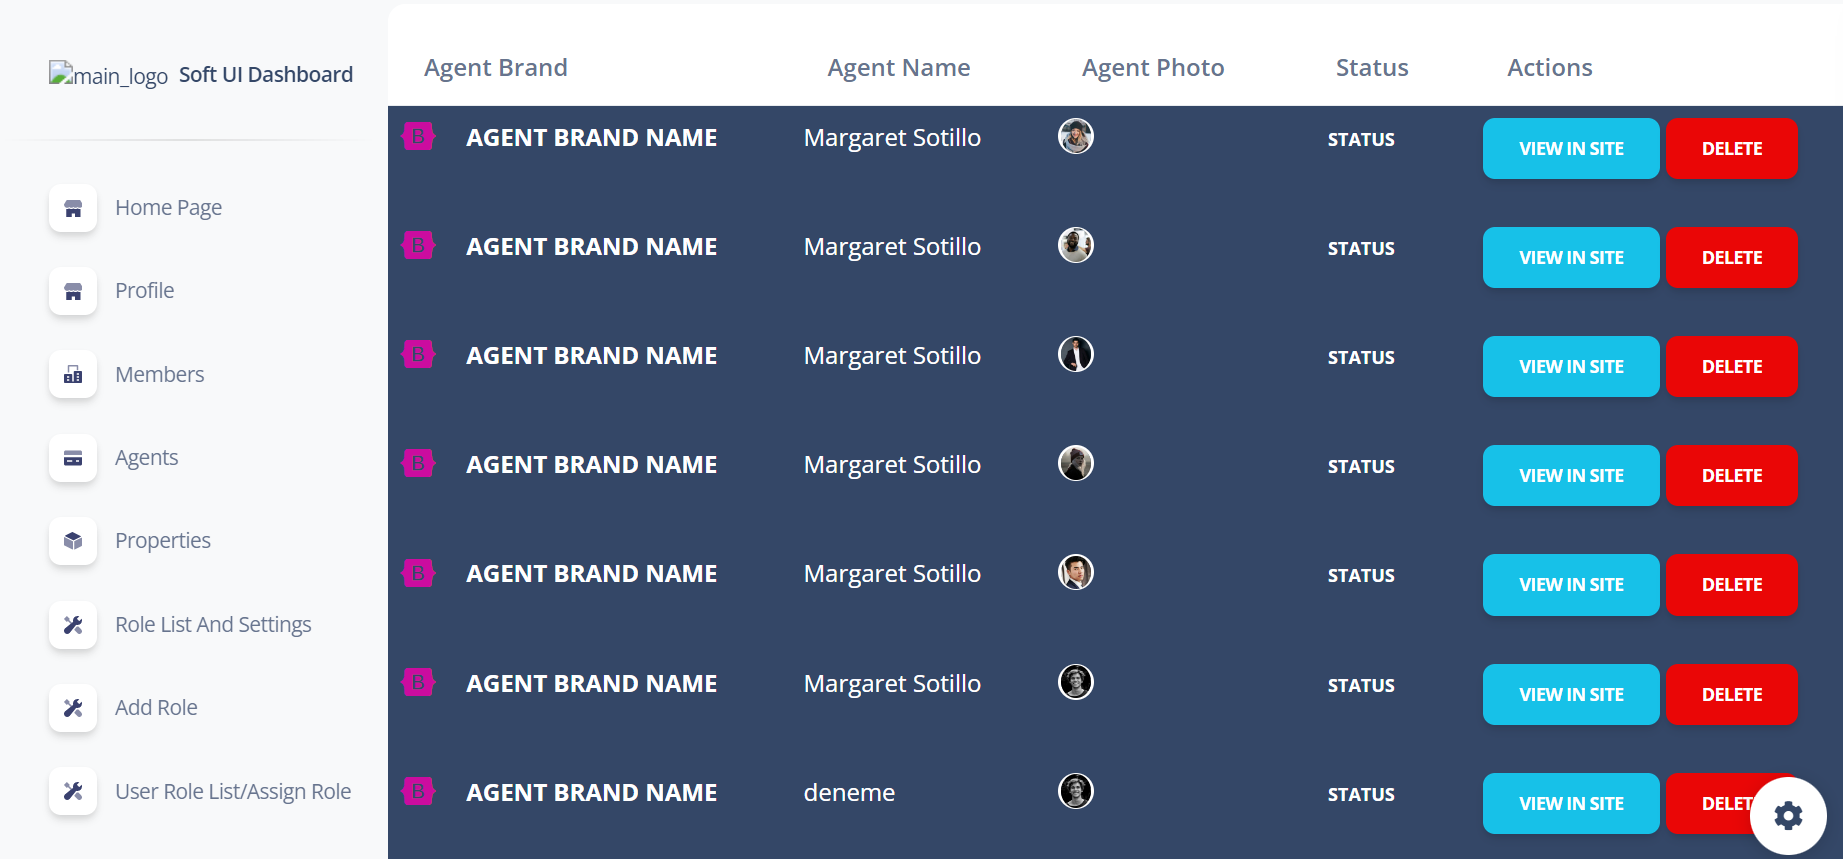 main_logo Soft UI Dashboard
Home Page
Profile
Members
Agents
Properties
Role List And Settings
Add Role
User Role List/Assign Role
Agent Brand Agent Name Agent Photo Status Actions
B AGENT BRAND NAME Margaret Sotillo STATUS VIEW IN SITE DELETE
B AGENT BRAND NAME Margaret Sotillo STATUS VIEW IN SITE DELETE
B AGENT BRAND NAME Margaret Sotillo STATUS VIEW IN SITE DELETE
B AGENT BRAND NAME Margaret Sotillo STATUS VIEW IN SITE DELETE
B AGENT BRAND NAME Margaret Sotillo STATUS VIEW IN SITE DELETE
B AGENT BRAND NAME Margaret Sotillo STATUS VIEW IN SITE DELETE
B AGENT BRAND NAME deneme STATUS VIEW IN SITE DELET